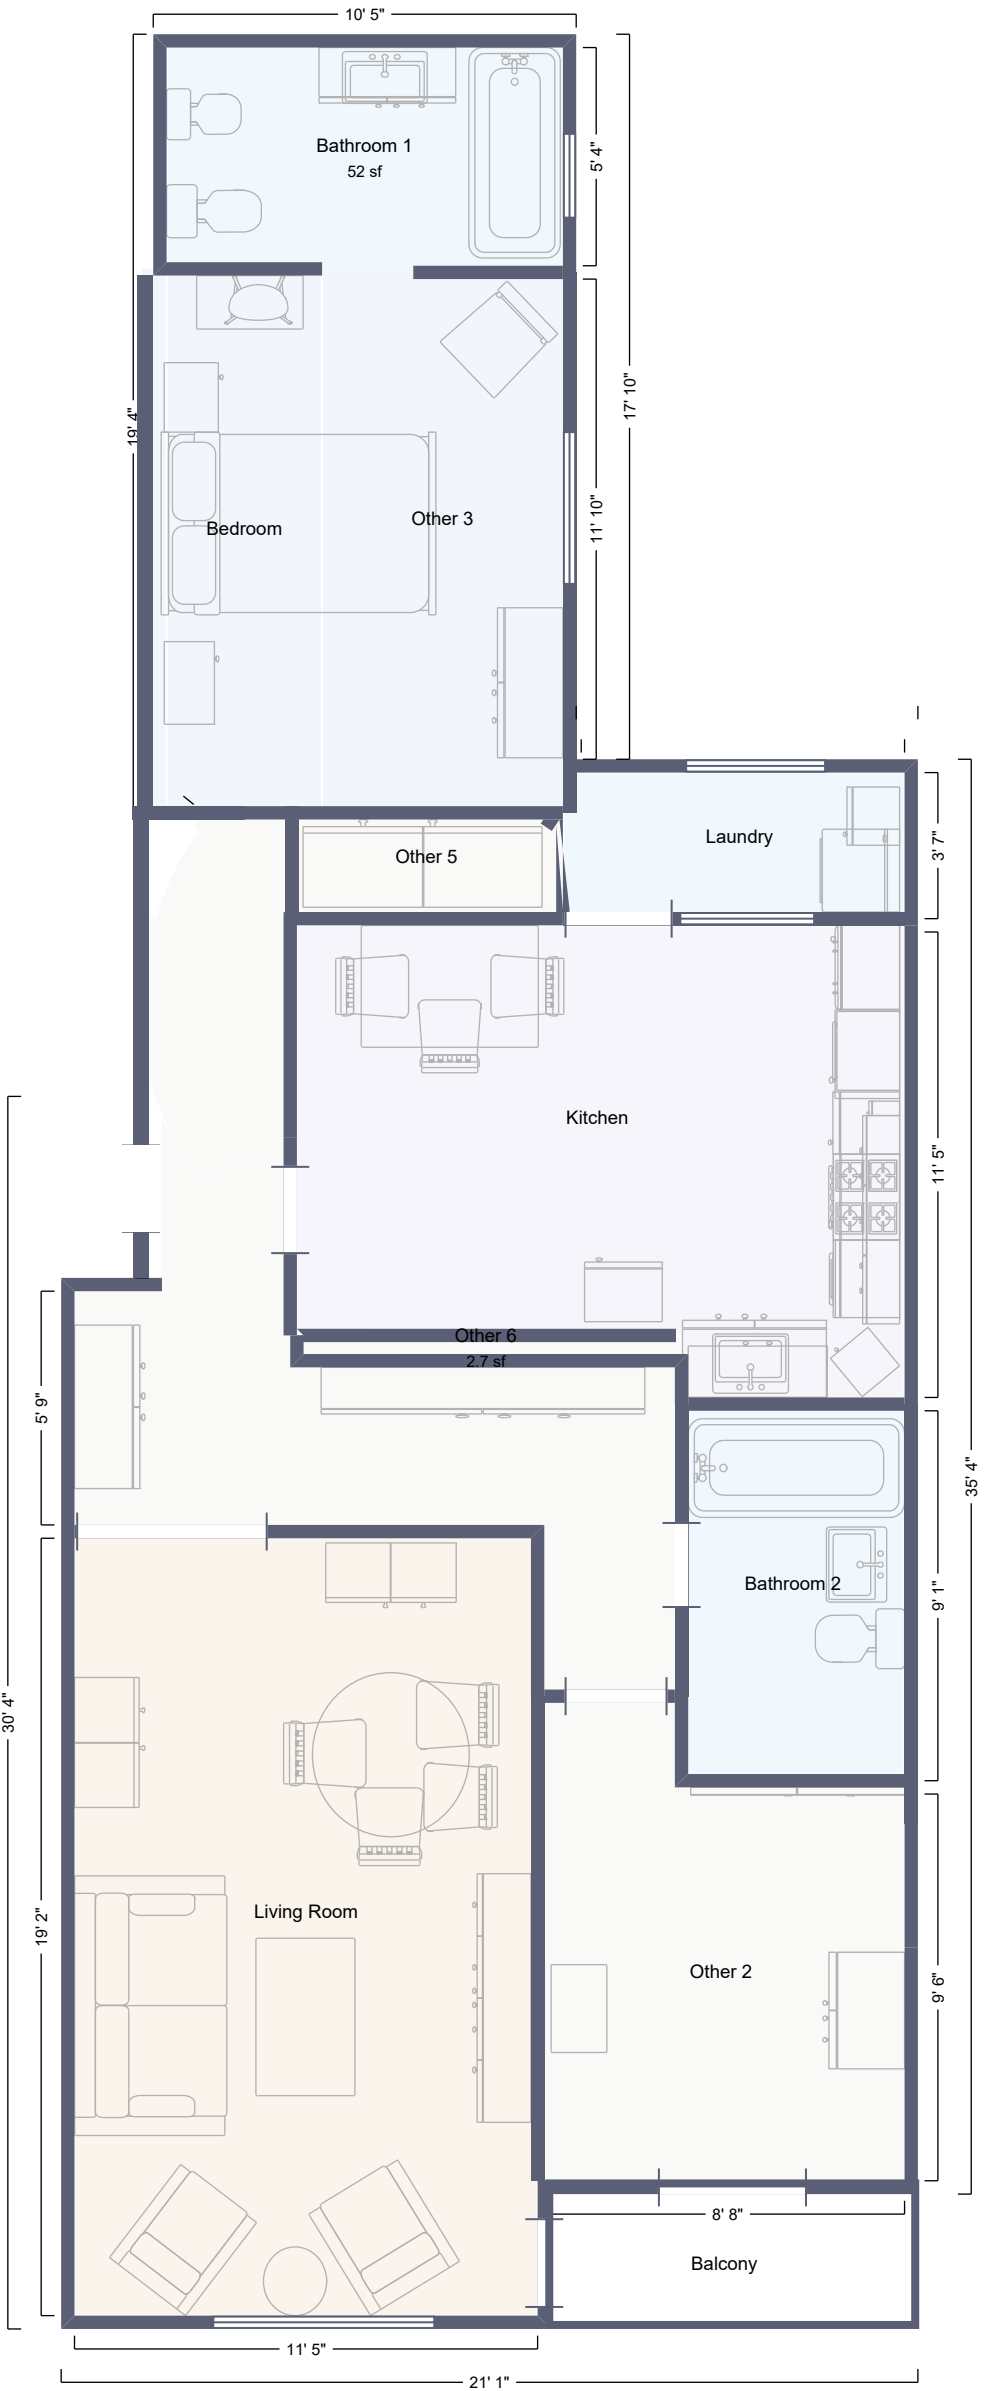 10' 5"
Bathroom 1
52 sf
5' 4"
17' 10"
19' 4"
Bedroom
Other 3
11' 10"
Laundry
3' 7"
Other 5
Kitchen
11' 5"
Other 6
2.7 sf
5' 9"
35' 4"
Bathroom 2
9' 1"
30' 4"
Living Room
19' 2"
Other 2
9' 6"
8' 8"
Balcony
11' 5"
21' 1"